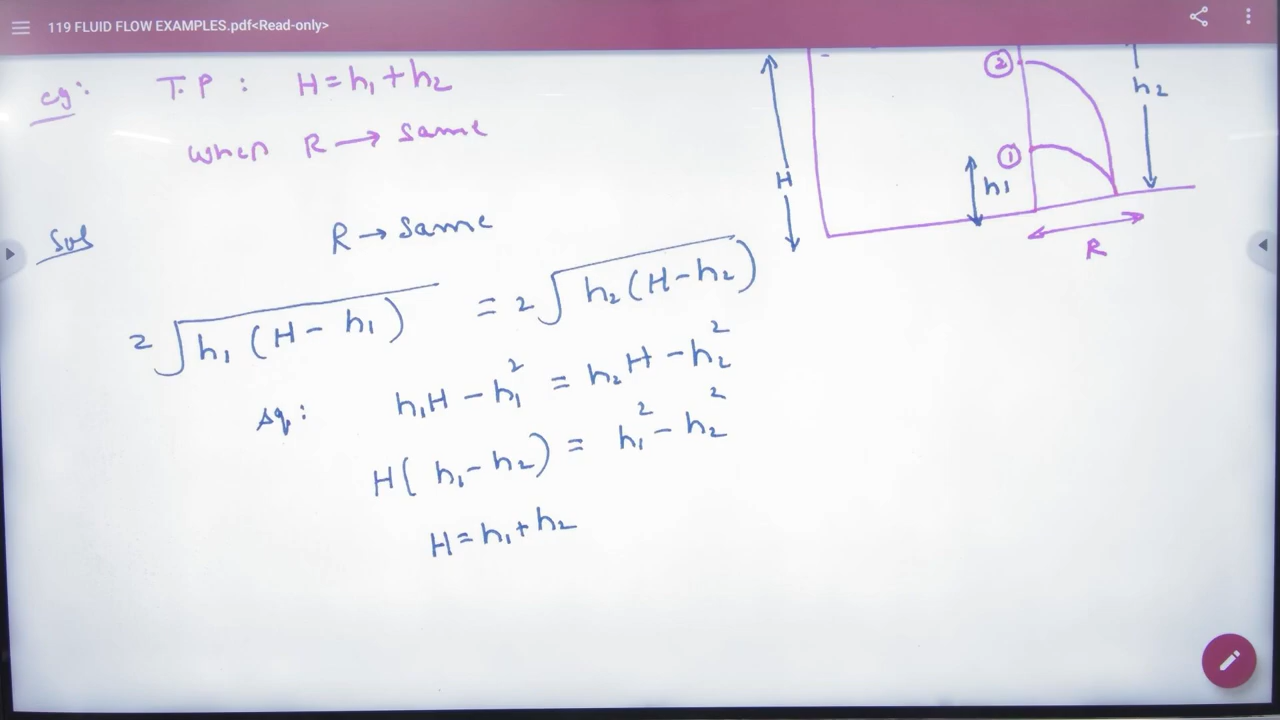 119 FLUID FLOW EXAMPLES.pdf<Read-only>
eg: T.P : H = h₁ + h₂
when R → same
Sol
R → same
2√h₁(H - h₁) = 2√h₂(H - h₂)
Sq: h₁H - h₁² = h₂H - h₂²
H(h₁ - h₂) = h₁² - h₂²
H = h₁ + h₂
②
h₂
①
H
h₁
R